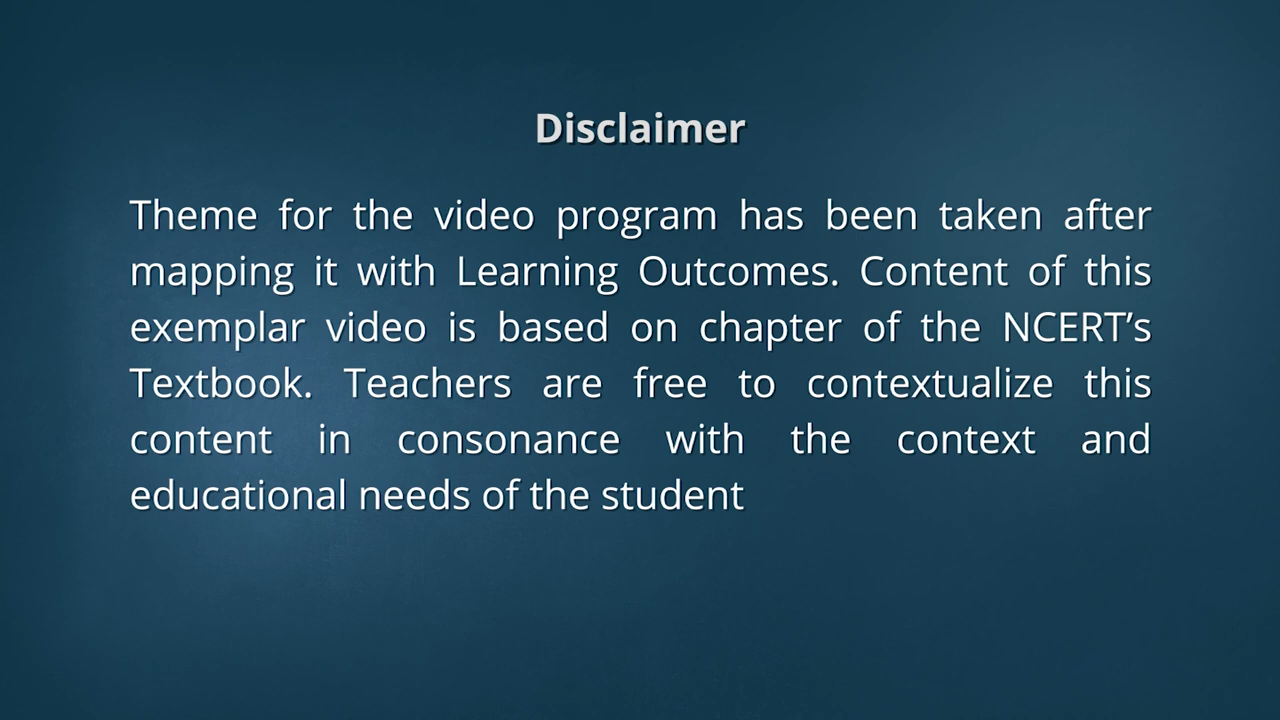 Disclaimer
Theme for the video program has been taken after
mapping it with Learning Outcomes. Content of this
exemplar video is based on chapter of the NCERT’s
Textbook. Teachers are free to contextualize this
content in consonance with the context and
educational needs of the student